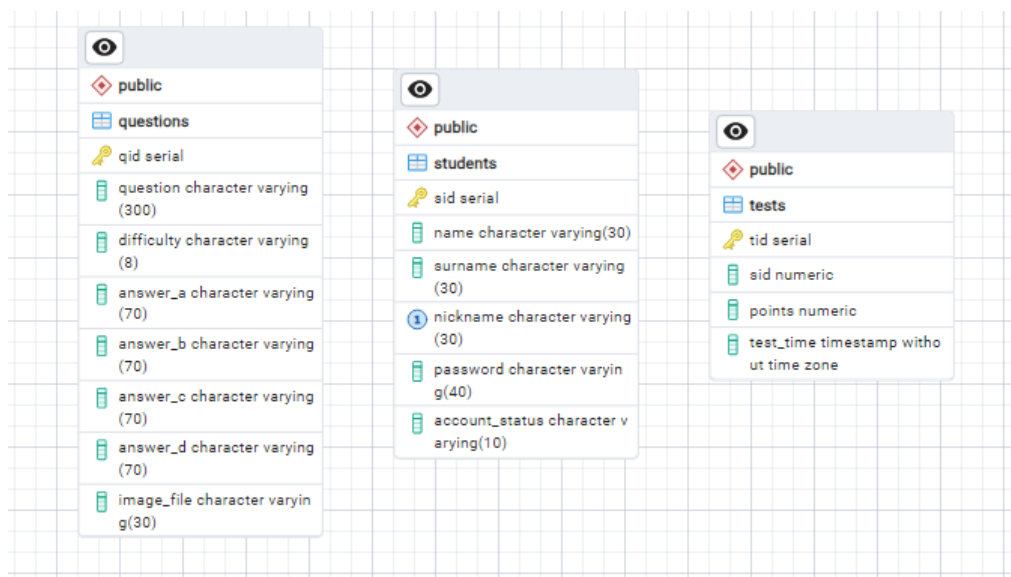 public
questions
qid serial
question character varying
(300)
difficulty character varying
(8)
answer_a character varying
(70)
answer_b character varying
(70)
answer_c character varying
(70)
answer_d character varying
(70)
image_file character varyin
g(30)
public
students
sid serial
name character varying(30)
surname character varying
(30)
1
nickname character varying
(30)
password character varyin
g(40)
account_status character v
arying(10)
public
tests
tid serial
sid numeric
points numeric
test_time timestamp witho
ut time zone